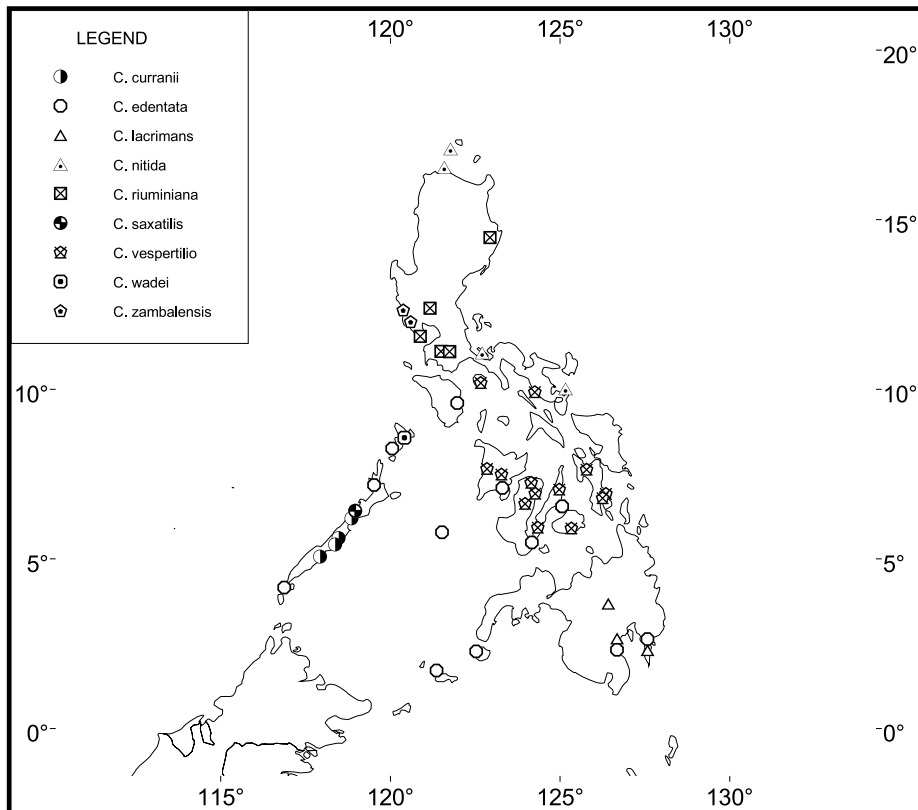 LEGEND
C. curranii
C. edentata
C. lacrimans
C. nitida
C. riuminiana
C. saxatilis
C. vespertilio
C. wadei
C. zambalensis
120° 125° 130°
20°
15°
10° 10°
5° 5°
0° 0°
115° 120° 125° 130°